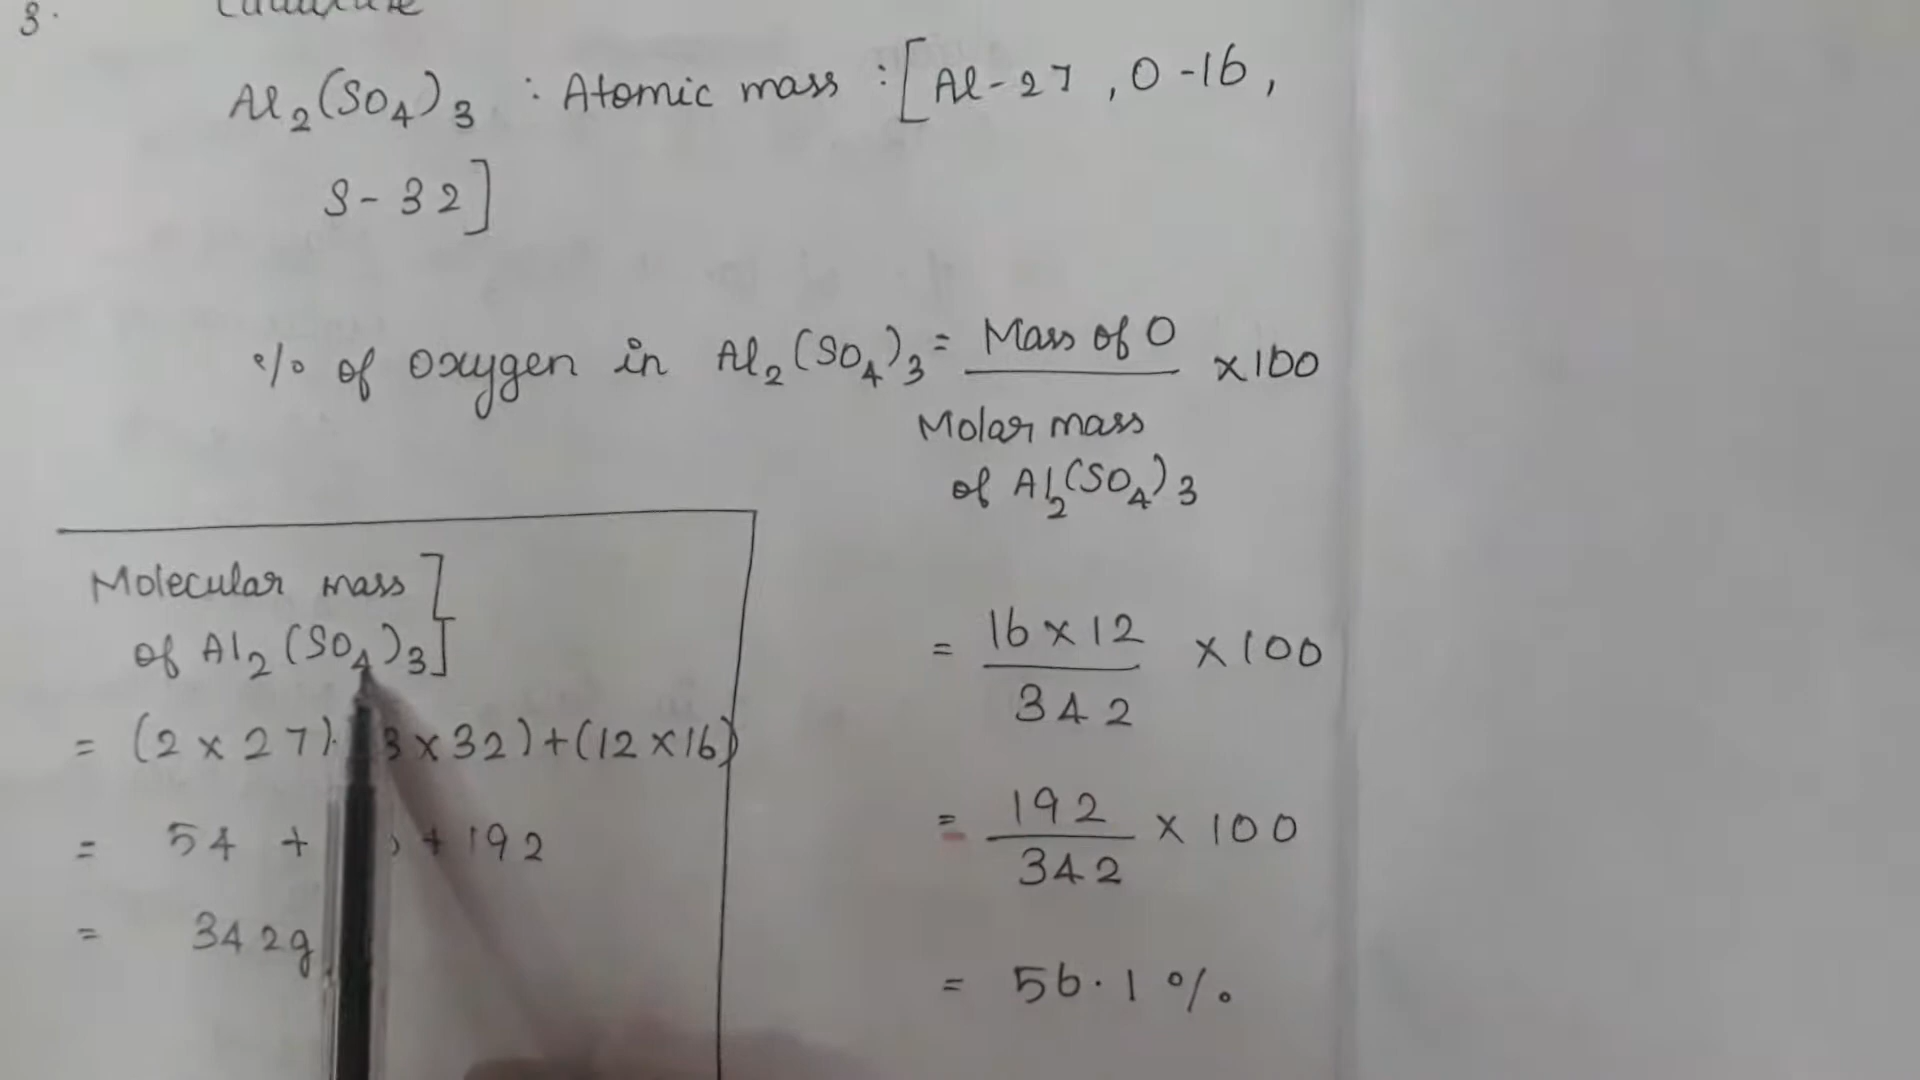 3.
Al₂(SO₄)₃ : Atomic mass : [Al-27, O-16,
S-32]
% of oxygen in Al₂(SO₄)₃ = Mass of O x100
Molar mass
of Al₂(SO₄)₃
Molecular mass ]
of Al₂(SO₄)₃ ]
= (2 x 27) 3 x 32) + (12 x 16)
= 54 + + 192
= 342g
= 16 x 12 x 100
342
= 192 x 100
342
= 56.1 %.